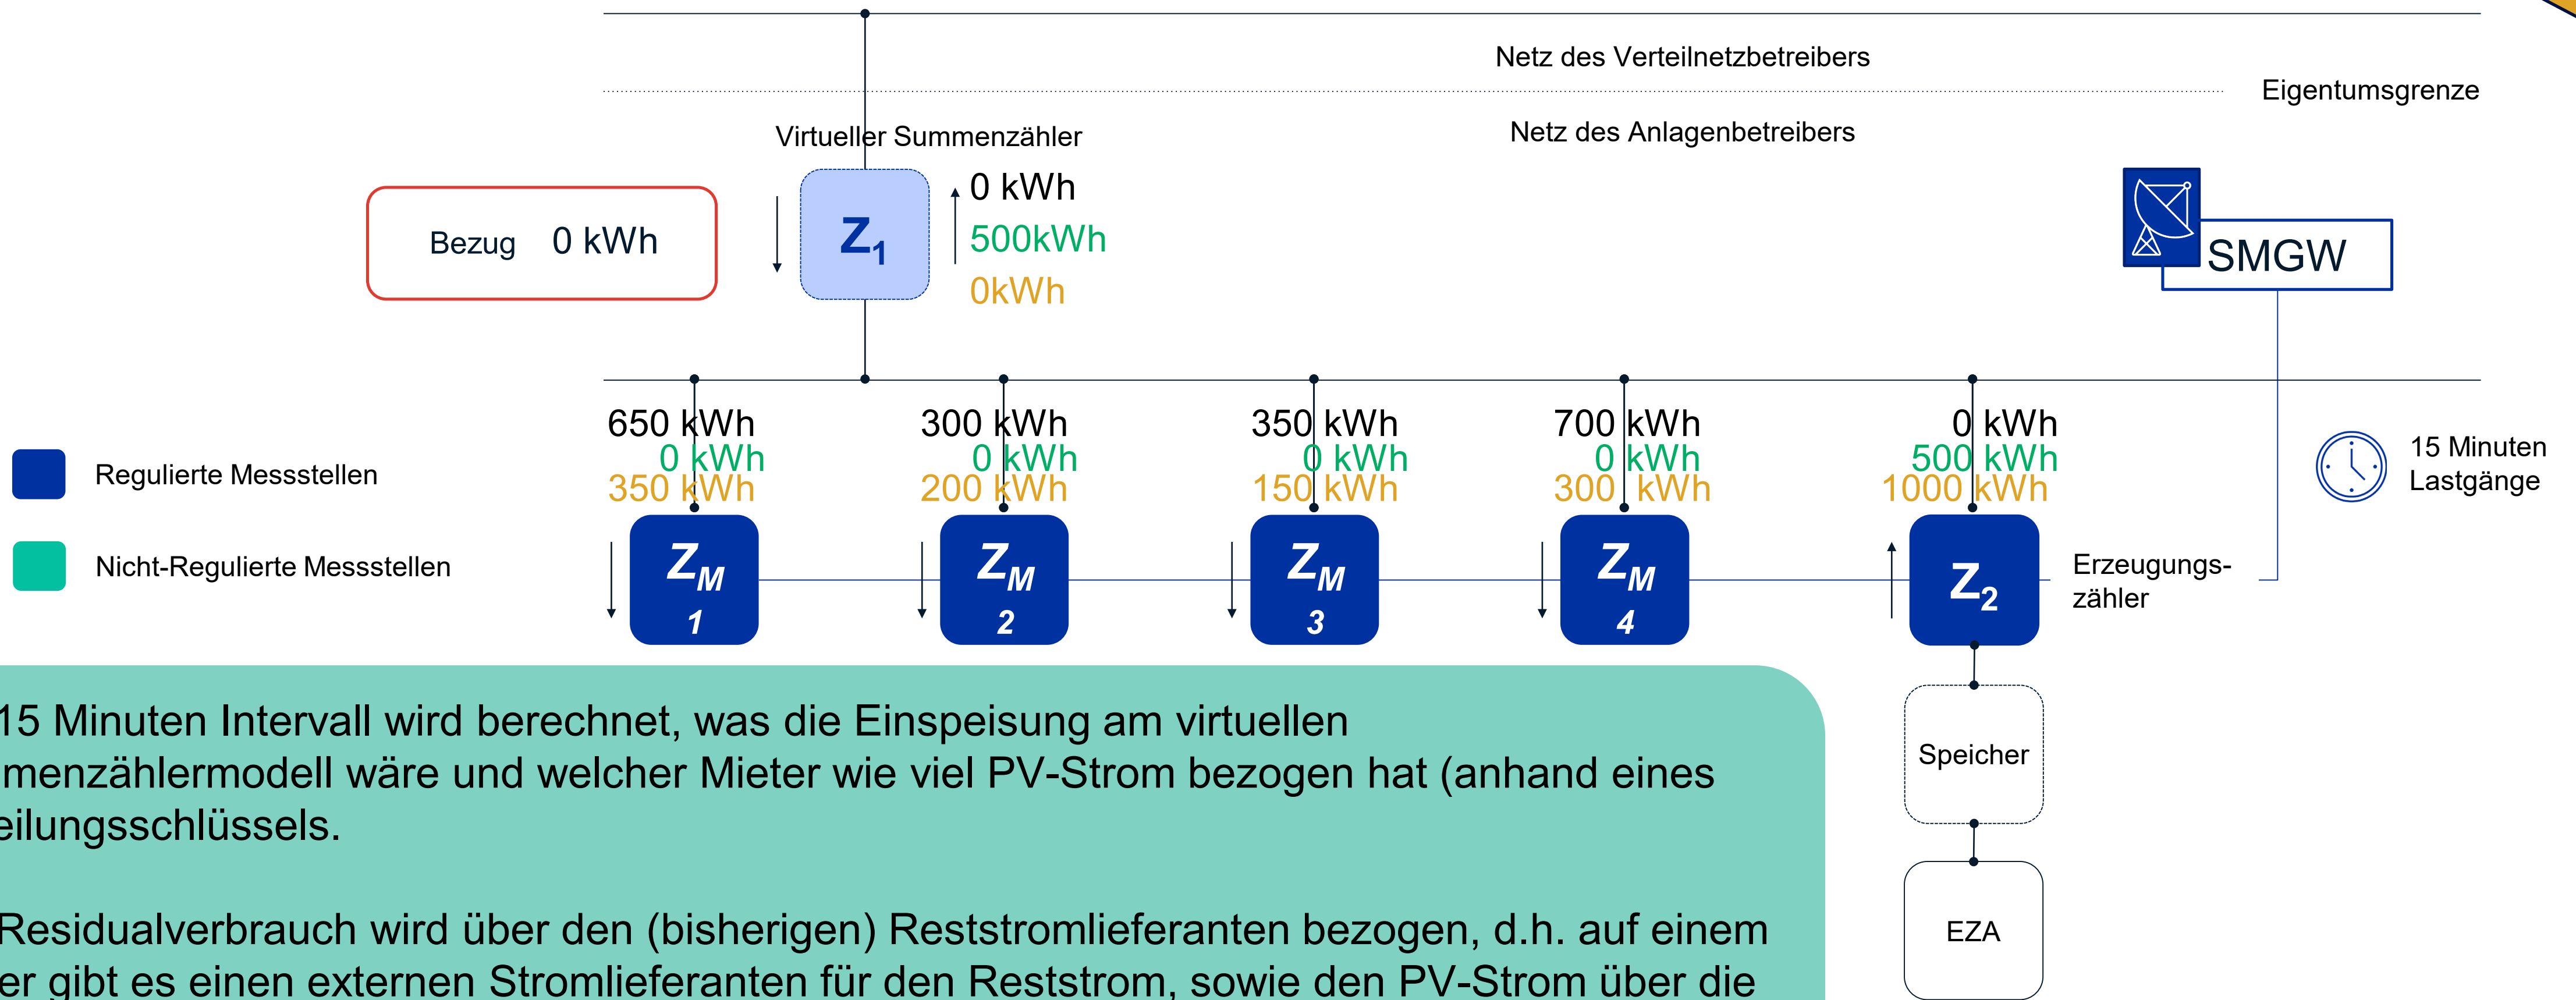 Netz des Verteilnetzbetreibers
Eigentumsgrenze
Netz des Anlagenbetreibers
Virtueller Summenzähler
Bezug 0 kWh
Z1
0 kWh
500kWh
0kWh
SMGW
650 kWh
0 kWh
350 kWh
300 kWh
0 kWh
200 kWh
350 kWh
0 kWh
150 kWh
700 kWh
0 kWh
300 kWh
0 kWh
500 kWh
1000 kWh
15 Minuten
Lastgänge
Regulierte Messstellen
Nicht-Regulierte Messstellen
ZM
1
ZM
2
ZM
3
ZM
4
Z2
Erzeugungs-
zähler
Speicher
EZA
15 Minuten Intervall wird berechnet, was die Einspeisung am virtuellen
menzählermodell wäre und welcher Mieter wie viel PV-Strom bezogen hat (anhand eines
eilungsschlüssels.
Residualverbrauch wird über den (bisherigen) Reststromlieferanten bezogen, d.h. auf einem
er gibt es einen externen Stromlieferanten für den Reststrom, sowie den PV-Strom über die